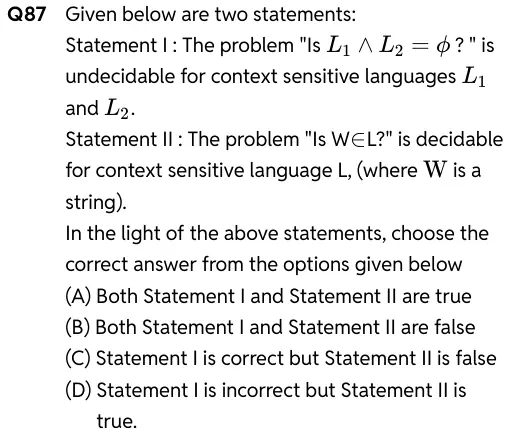 Q87 Given below are two statements:
Statement I : The problem "Is L₁ ∧ L₂ = ϕ ? " is
undecidable for context sensitive languages L₁
and L₂.
Statement II : The problem "Is W∈L?" is decidable
for context sensitive language L, (where W is a
string).
In the light of the above statements, choose the
correct answer from the options given below
(A) Both Statement I and Statement II are true
(B) Both Statement I and Statement II are false
(C) Statement I is correct but Statement II is false
(D) Statement I is incorrect but Statement II is
true.